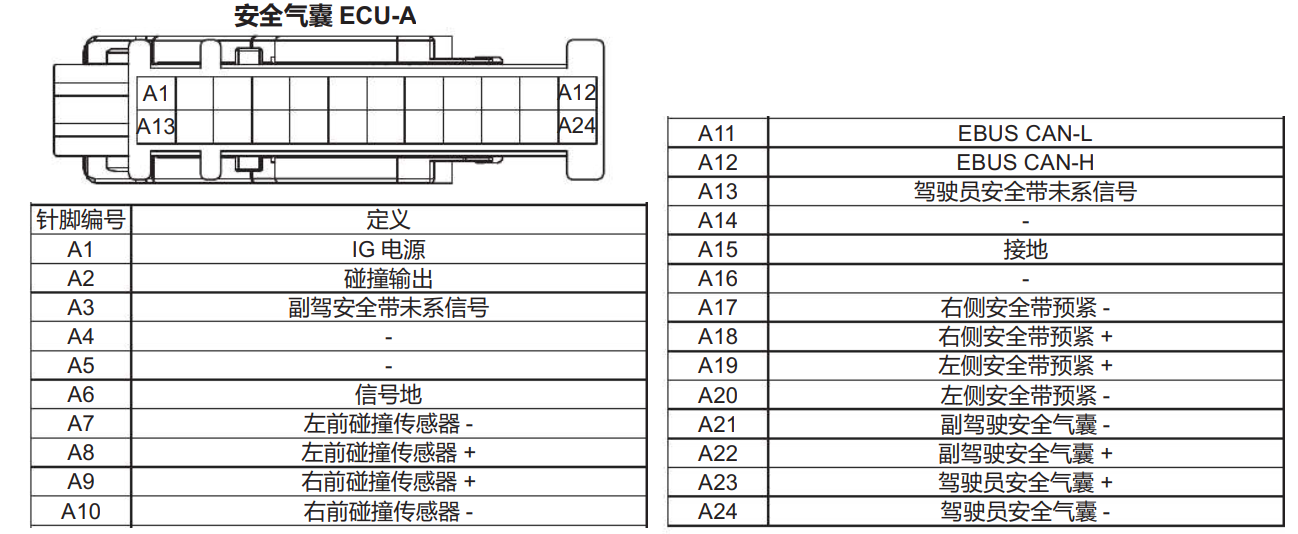 安全气囊 ECU-A
A1 A12
A13 A24
针脚编号 定义
A1 IG 电源
A2 碰撞输出
A3 副驾安全带未系信号
A4 -
A5 -
A6 信号地
A7 左前碰撞传感器 -
A8 左前碰撞传感器 +
A9 右前碰撞传感器 +
A10 右前碰撞传感器 -
A11 EBUS CAN-L
A12 EBUS CAN-H
A13 驾驶员安全带未系信号
A14 -
A15 接地
A16 -
A17 右侧安全带预紧 -
A18 右侧安全带预紧 +
A19 左侧安全带预紧 +
A20 左侧安全带预紧 -
A21 副驾驶安全气囊 -
A22 副驾驶安全气囊 +
A23 驾驶员安全气囊 +
A24 驾驶员安全气囊 -